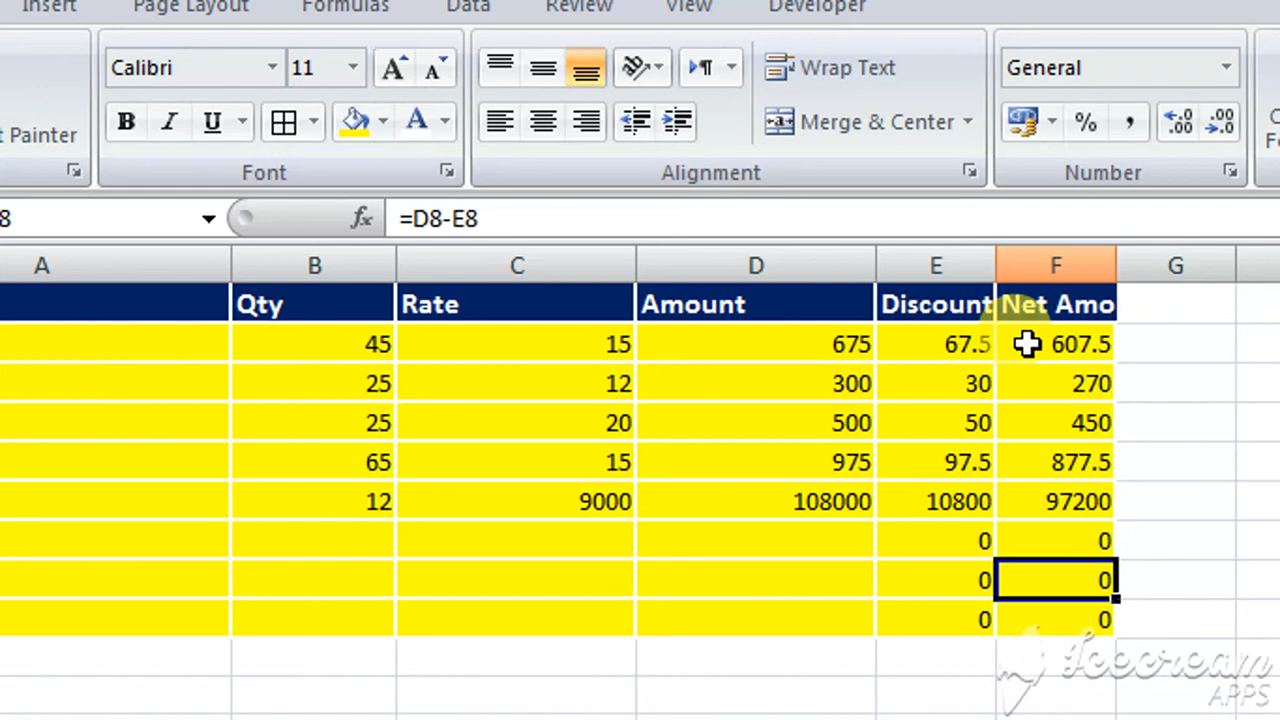 Insert Page Layout Formulas Data Review View Developer
Calibri 11 Wrap Text General
t Painter B I U A Merge & Center % , .00 .00
Font Alignment Number
8 fx =D8-E8
A B C D E F G
Qty Rate Amount Discount Net Amo
45 15 675 67.5 607.5
25 12 300 30 270
25 20 500 50 450
65 15 975 97.5 877.5
12 9000 108000 10800 97200
0 0
0 0
0 0
Icecream
APPS